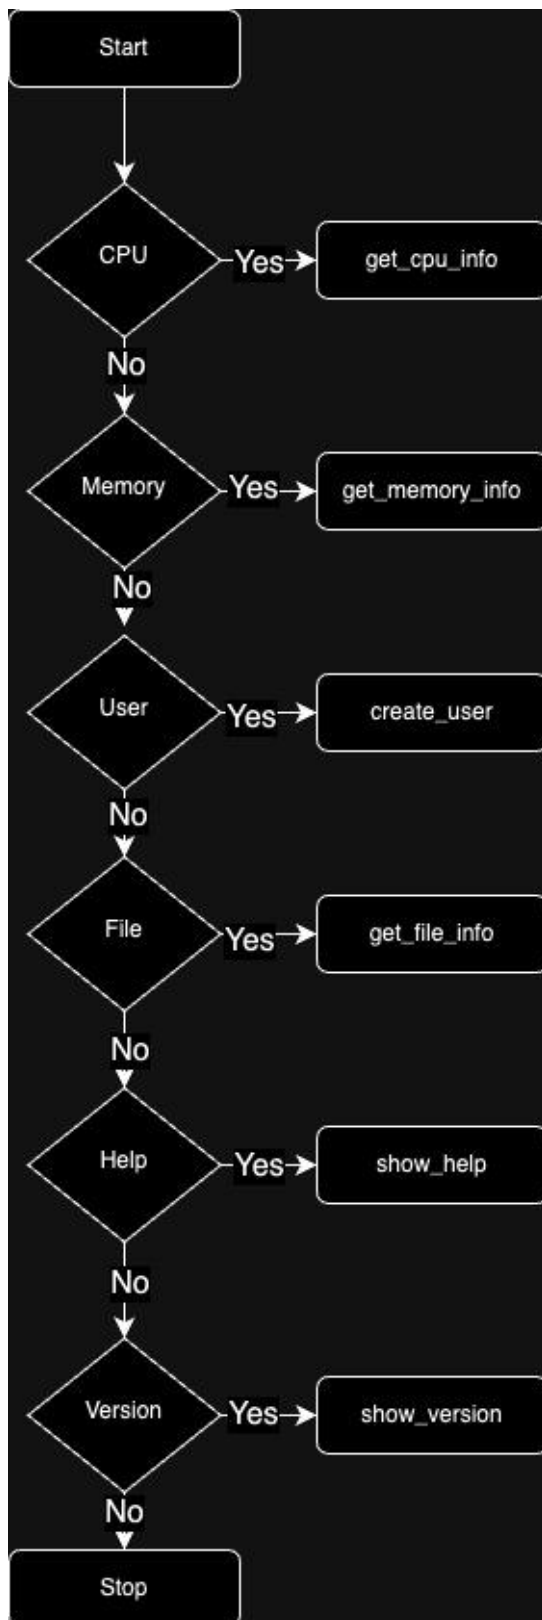 Start
CPU
Yes
get_cpu_info
No
Memory
Yes
get_memory_info
No
User
Yes
create_user
No
File
Yes
get_file_info
No
Help
Yes
show_help
No
Version
Yes
show_version
No
Stop